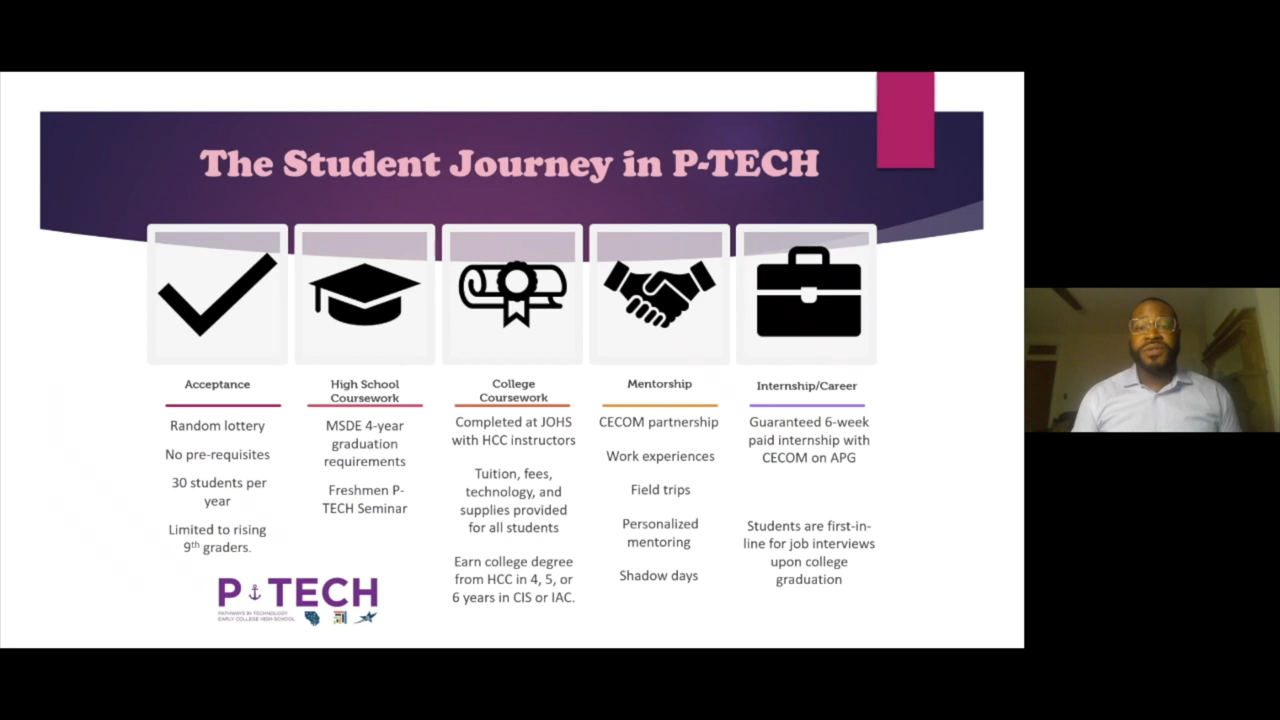 The Student Journey in P-TECH
Acceptance
Random lottery
No pre-requisites
30 students per
year
Limited to rising
9th graders.
High School
Coursework
MSDE 4-year
graduation
requirements
Freshmen P-
TECH Seminar
College
Coursework
Completed at JOHS
with HCC instructors
Tuition, fees,
technology, and
supplies provided
for all students
Earn college degree
from HCC in 4, 5, or
6 years in CIS or IAC.
Mentorship
CECOM partnership
Work experiences
Field trips
Personalized
mentoring
Shadow days
Internship/Career
Guaranteed 6-week
paid internship with
CECOM on APG
Students are first-in-
line for job interviews
upon college
graduation
P TECH
PATHWAYS IN TECHNOLOGY
EARLY COLLEGE HIGH SCHOOL